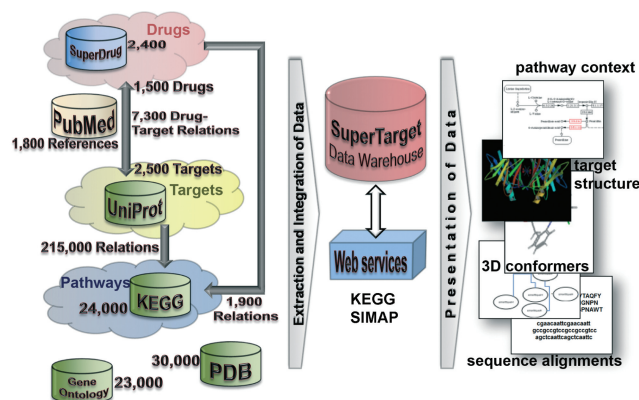 Drugs
SuperDrug
2,400
1,500 Drugs
PubMed
7,300 Drug-
Target Relations
1,800 References
2,500 Targets
Targets
UniProt
215,000 Relations
Pathways
KEGG
24,000
1,900
Relations
30,000
PDB
Gene
Ontology
23,000
Extraction and Integration of Data
SuperTarget
Data Warehouse
Web services
KEGG
SIMAP
Presentation of Data
pathway context
target
structure
3D conformers
TAQFY
GNPN
PNAWT
cgaacaattcgaacaatt
gccgccgtccgccgccgtcc
agctcaattcagctcaattc
sequence alignments